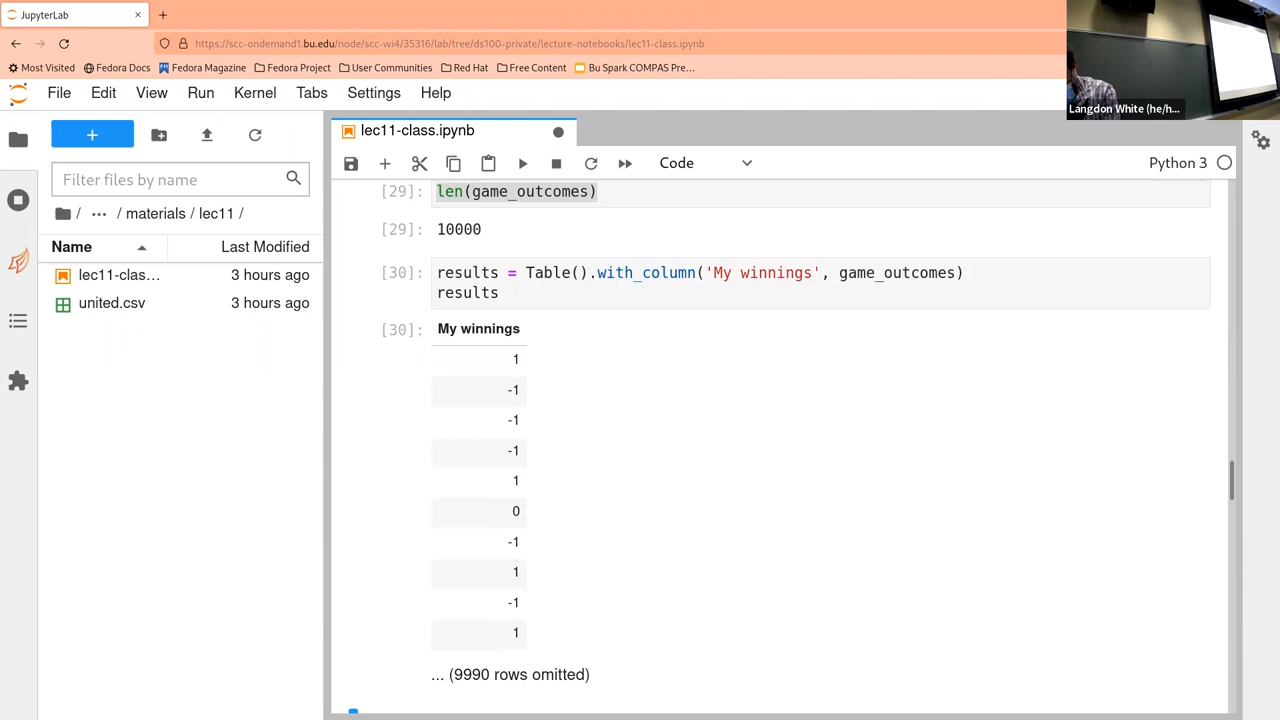 JupyterLab
https://scc-ondemand1.bu.edu/node/scc-wi4/35316/lab/tree/ds100-private/lecture-notebooks/lec11-class.ipynb
Most Visited Fedora Docs Fedora Magazine Fedora Project User Communities Red Hat Free Content Bu Spark COMPAS Pre...
Langdon White (he/h...
File Edit View Run Kernel Tabs Settings Help
lec11-class.ipynb
Code
Python 3
Filter files by name
/ ... / materials / lec11 /
Name Last Modified
lec11-clas... 3 hours ago
united.csv 3 hours ago
[29]: len(game_outcomes)
[29]: 10000
[30]: results = Table().with_column('My winnings', game_outcomes)
results
[30]: My winnings
1
-1
-1
-1
1
0
-1
1
-1
1
... (9990 rows omitted)